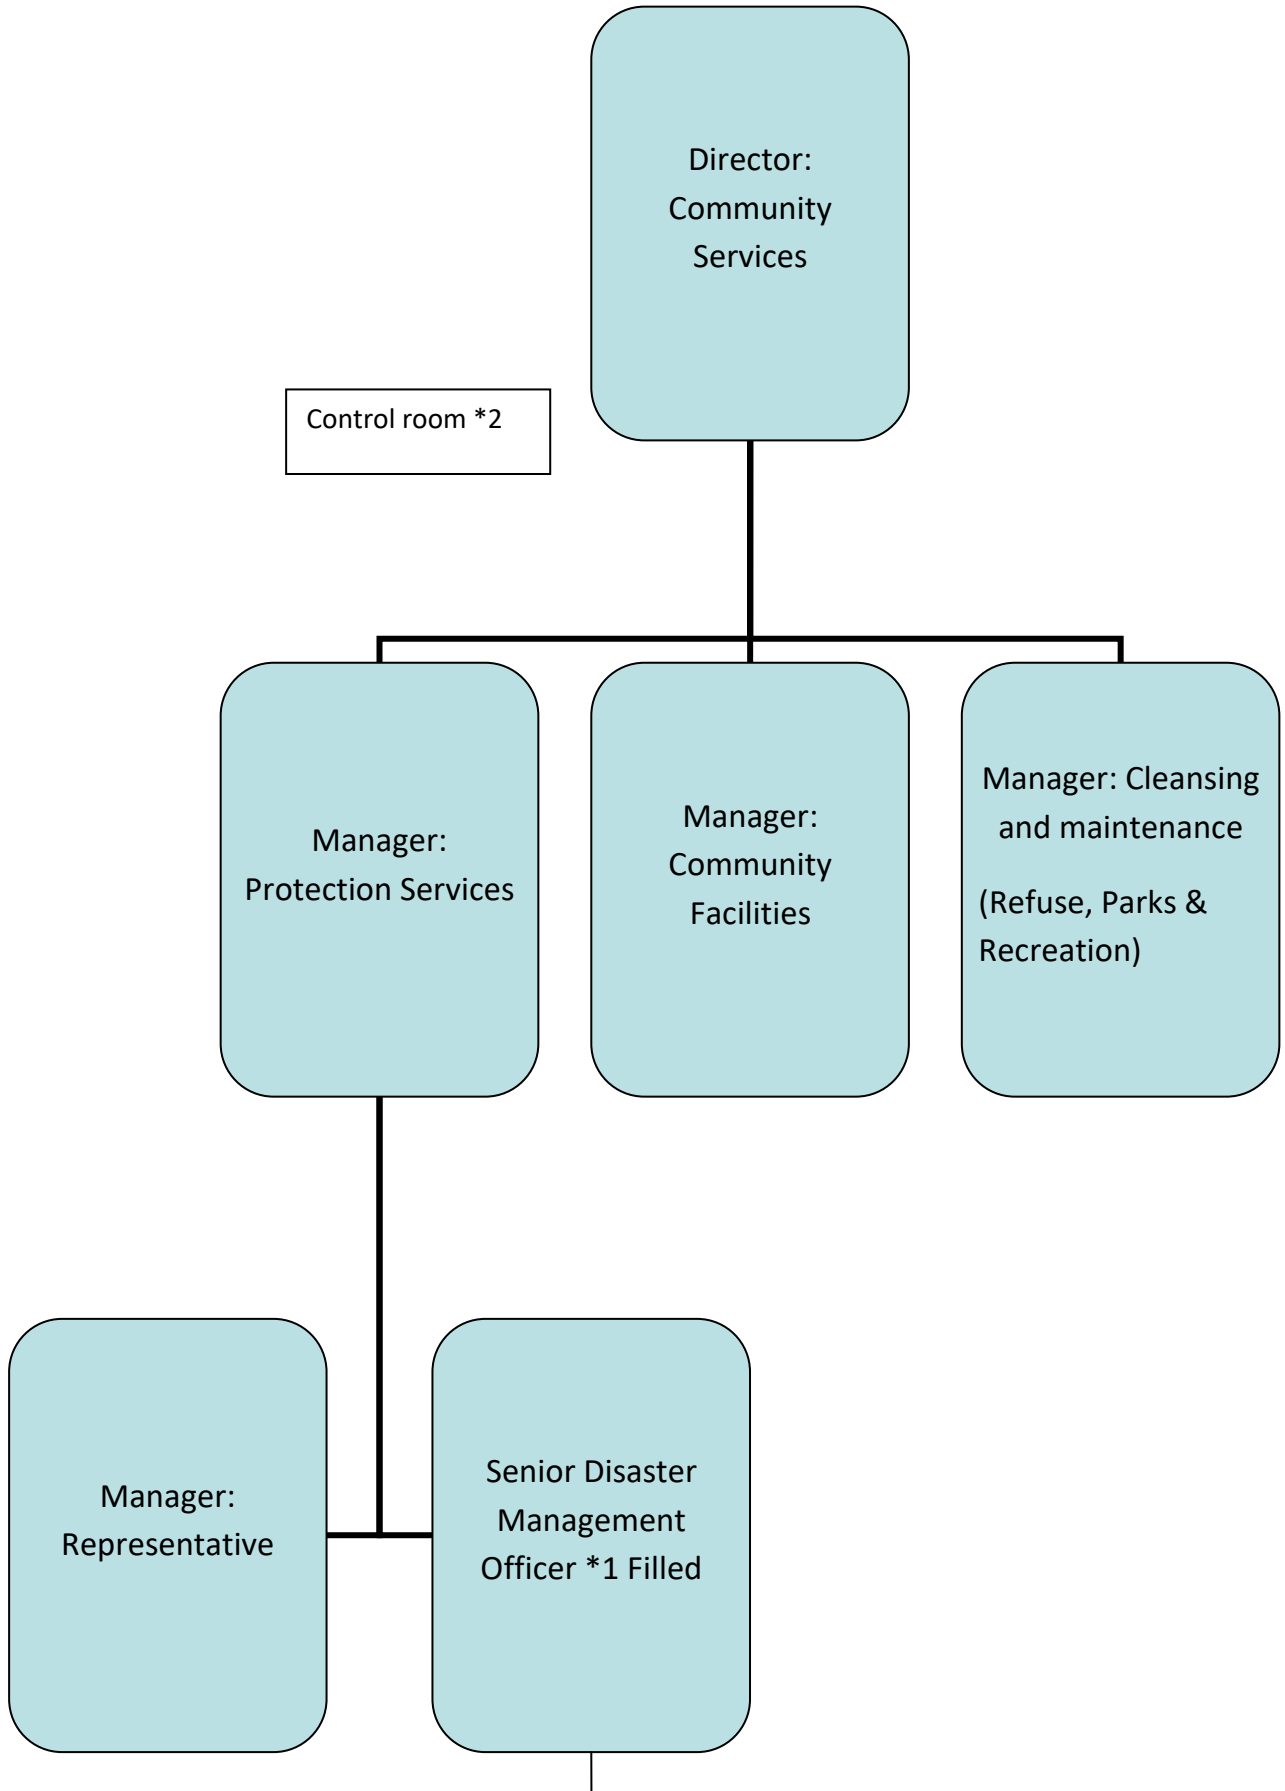 Director:
Community
Services
Control room *2
Manager:
Protection Services
Manager:
Community
Facilities
Manager: Cleansing
and maintenance
(Refuse, Parks &
Recreation)
Manager:
Representative
Senior Disaster
Management
Officer *1 Filled